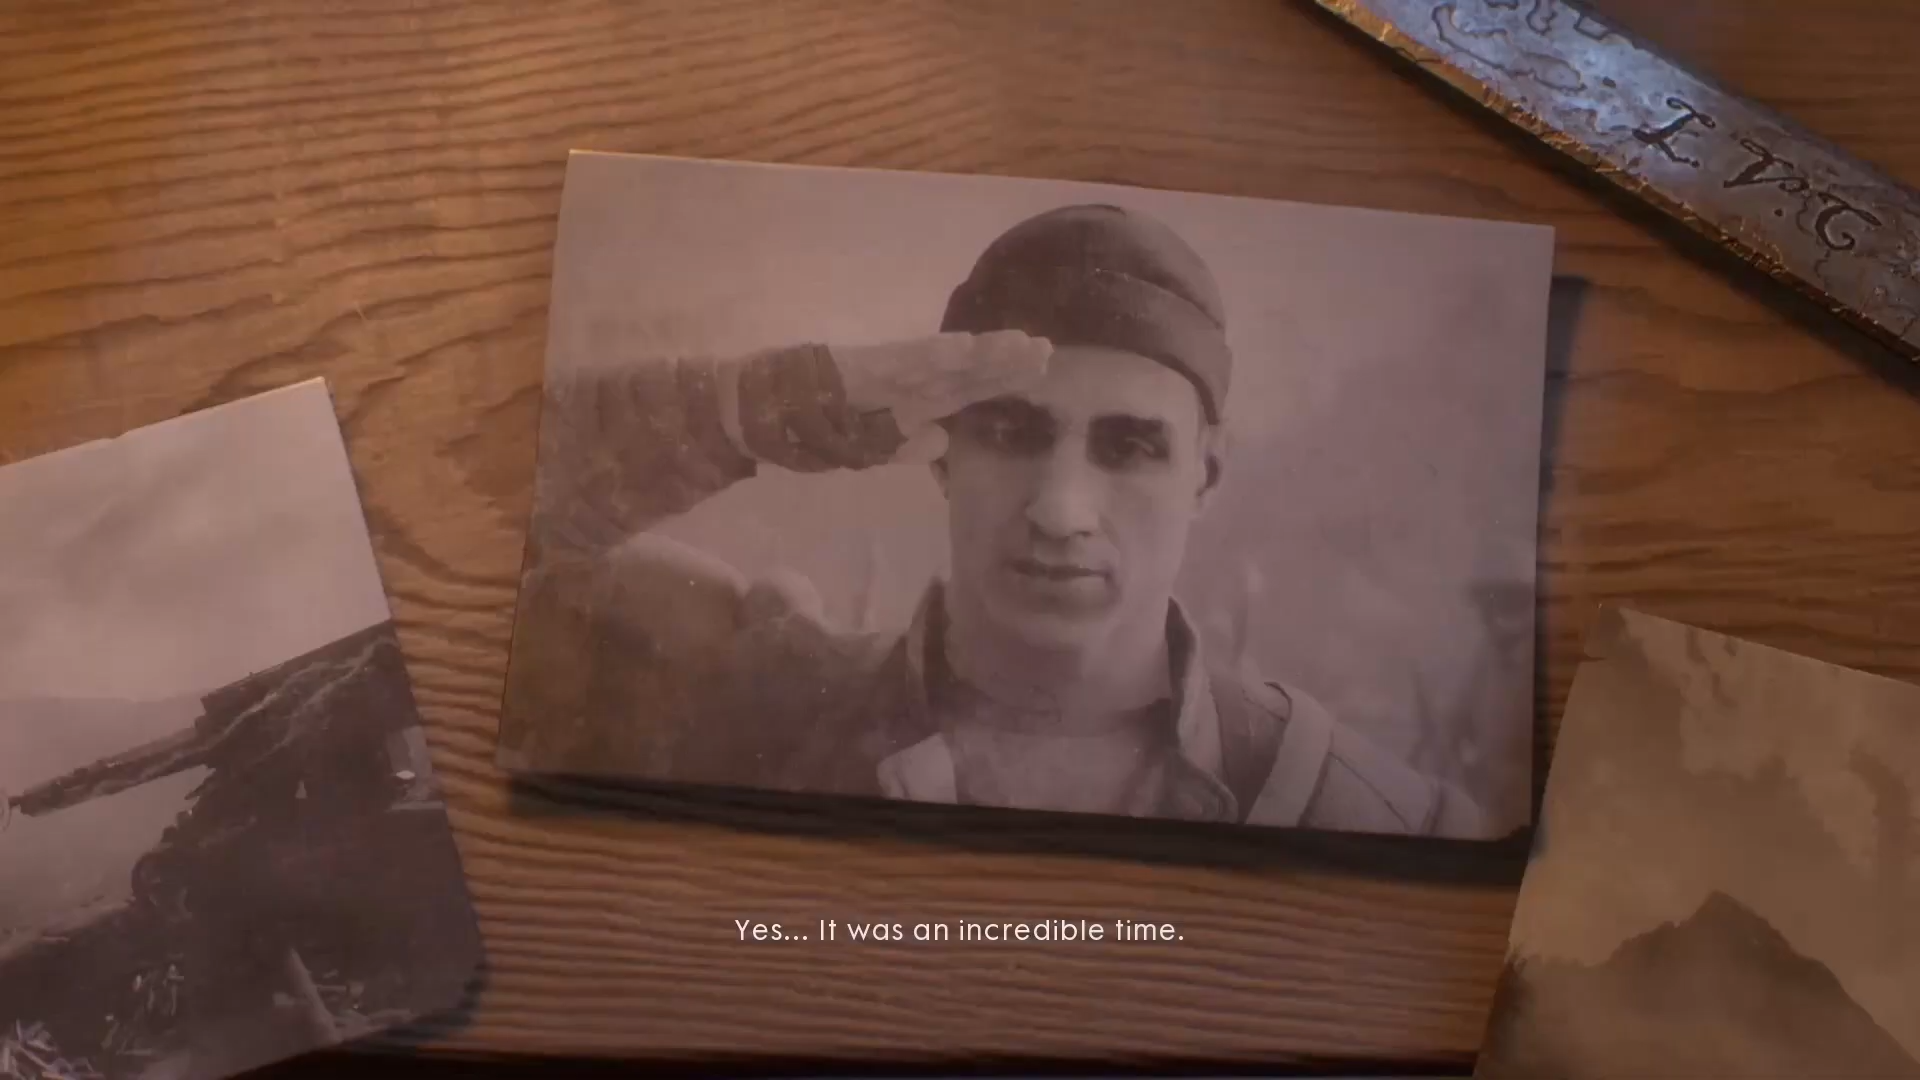 I. V. C
Yes... It was an incredible time.